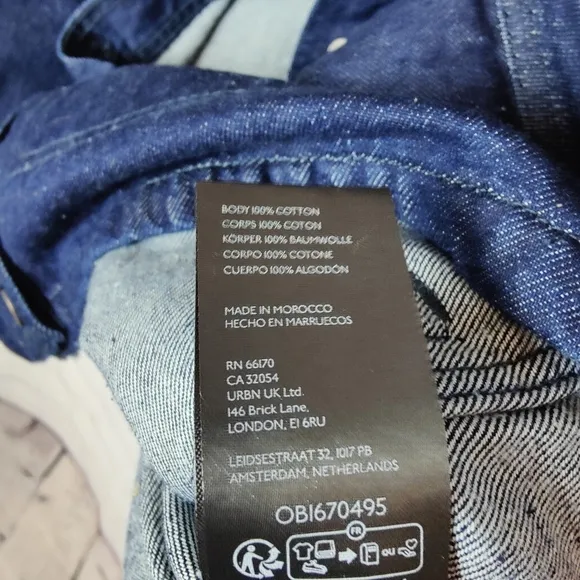 BODY 100% COTTON
CORPS 100% COTON
KÖRPER 100% BAUMWOLLE
CORPO 100% COTONE
CUERPO 100% ALGODÓN
MADE IN MOROCCO
HECHO EN MARRUECOS
RN 66170
CA 32054
URBN UK Ltd.
146 Brick Lane,
LONDON, E1 6RU
LEIDSESTRAAT 32, 1017 PB
AMSTERDAM, NETHERLANDS
OB1670495
FR
OU